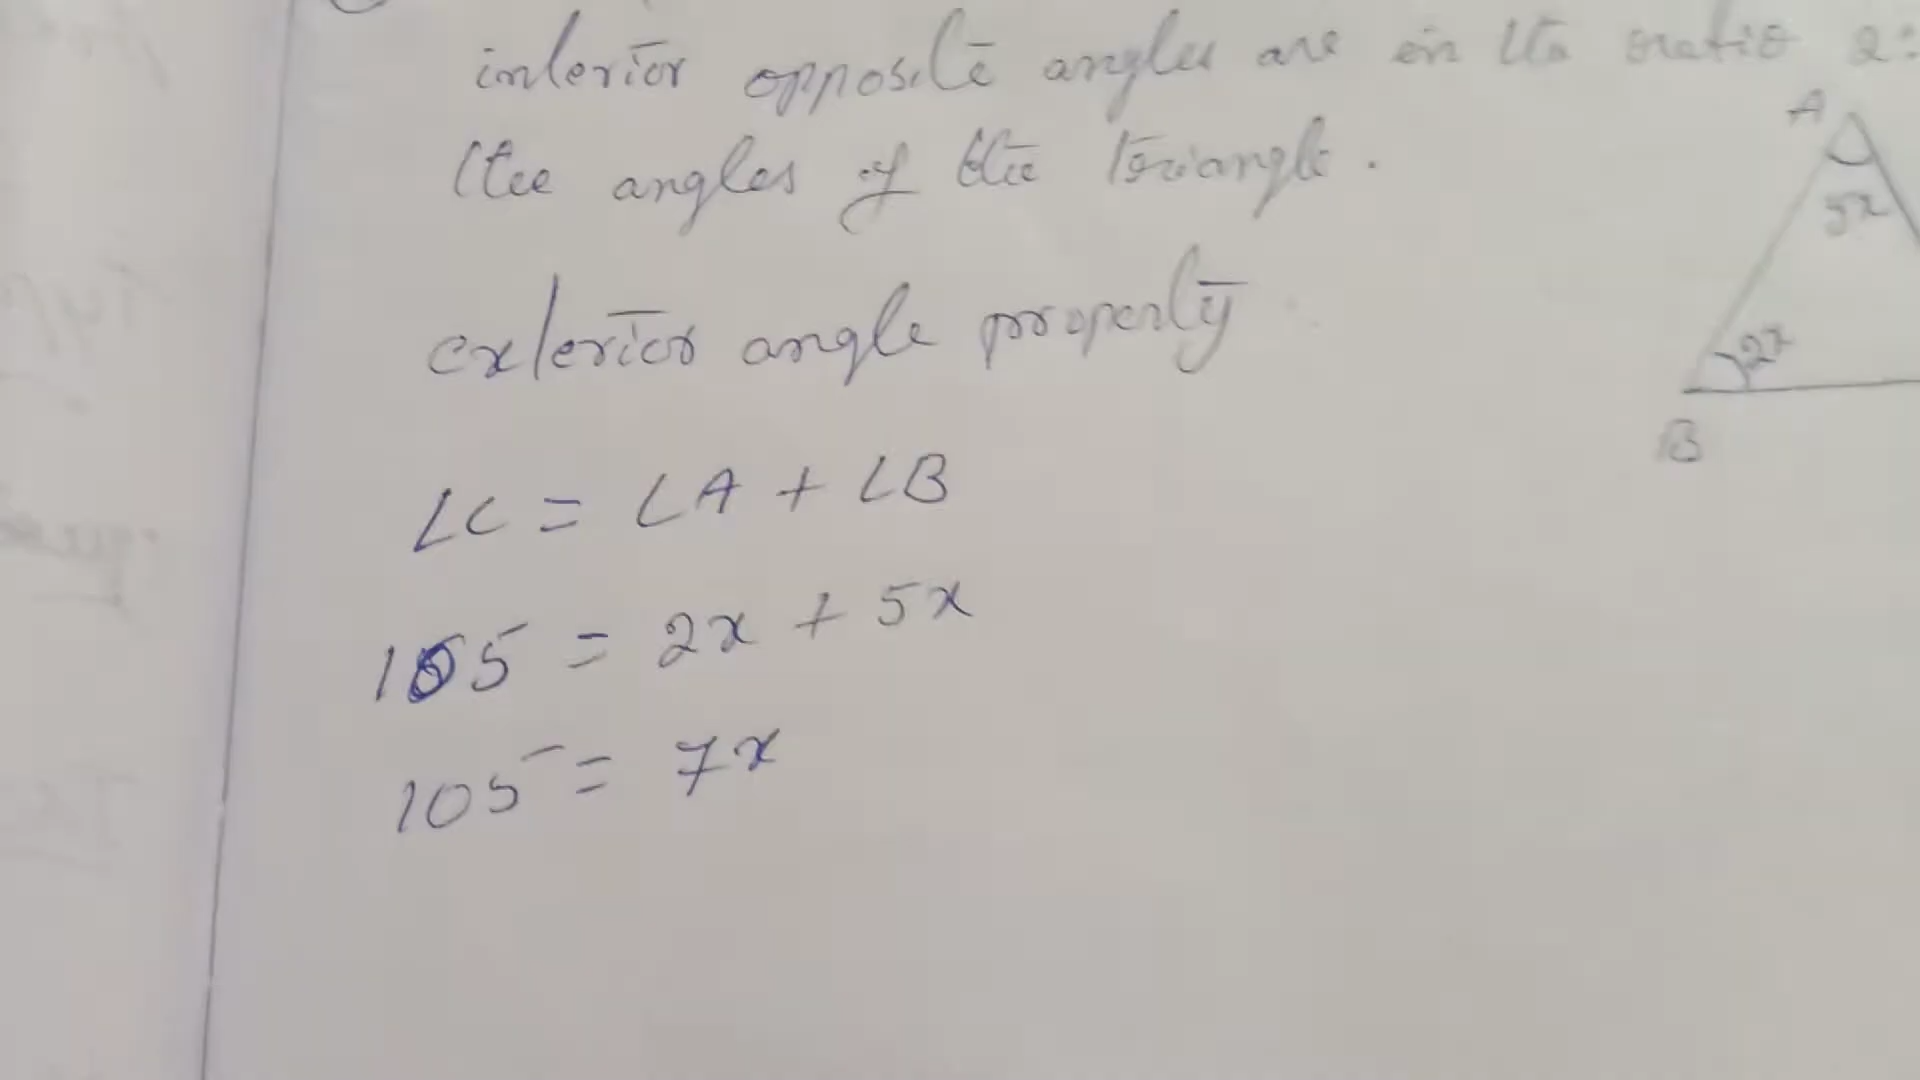 interior opposite angles are in the ratio 2:
the angles of the triangle.
A
5x
2x
B
exterior angle property
∠C = ∠A + ∠B
105 = 2x + 5x
105 = 7x